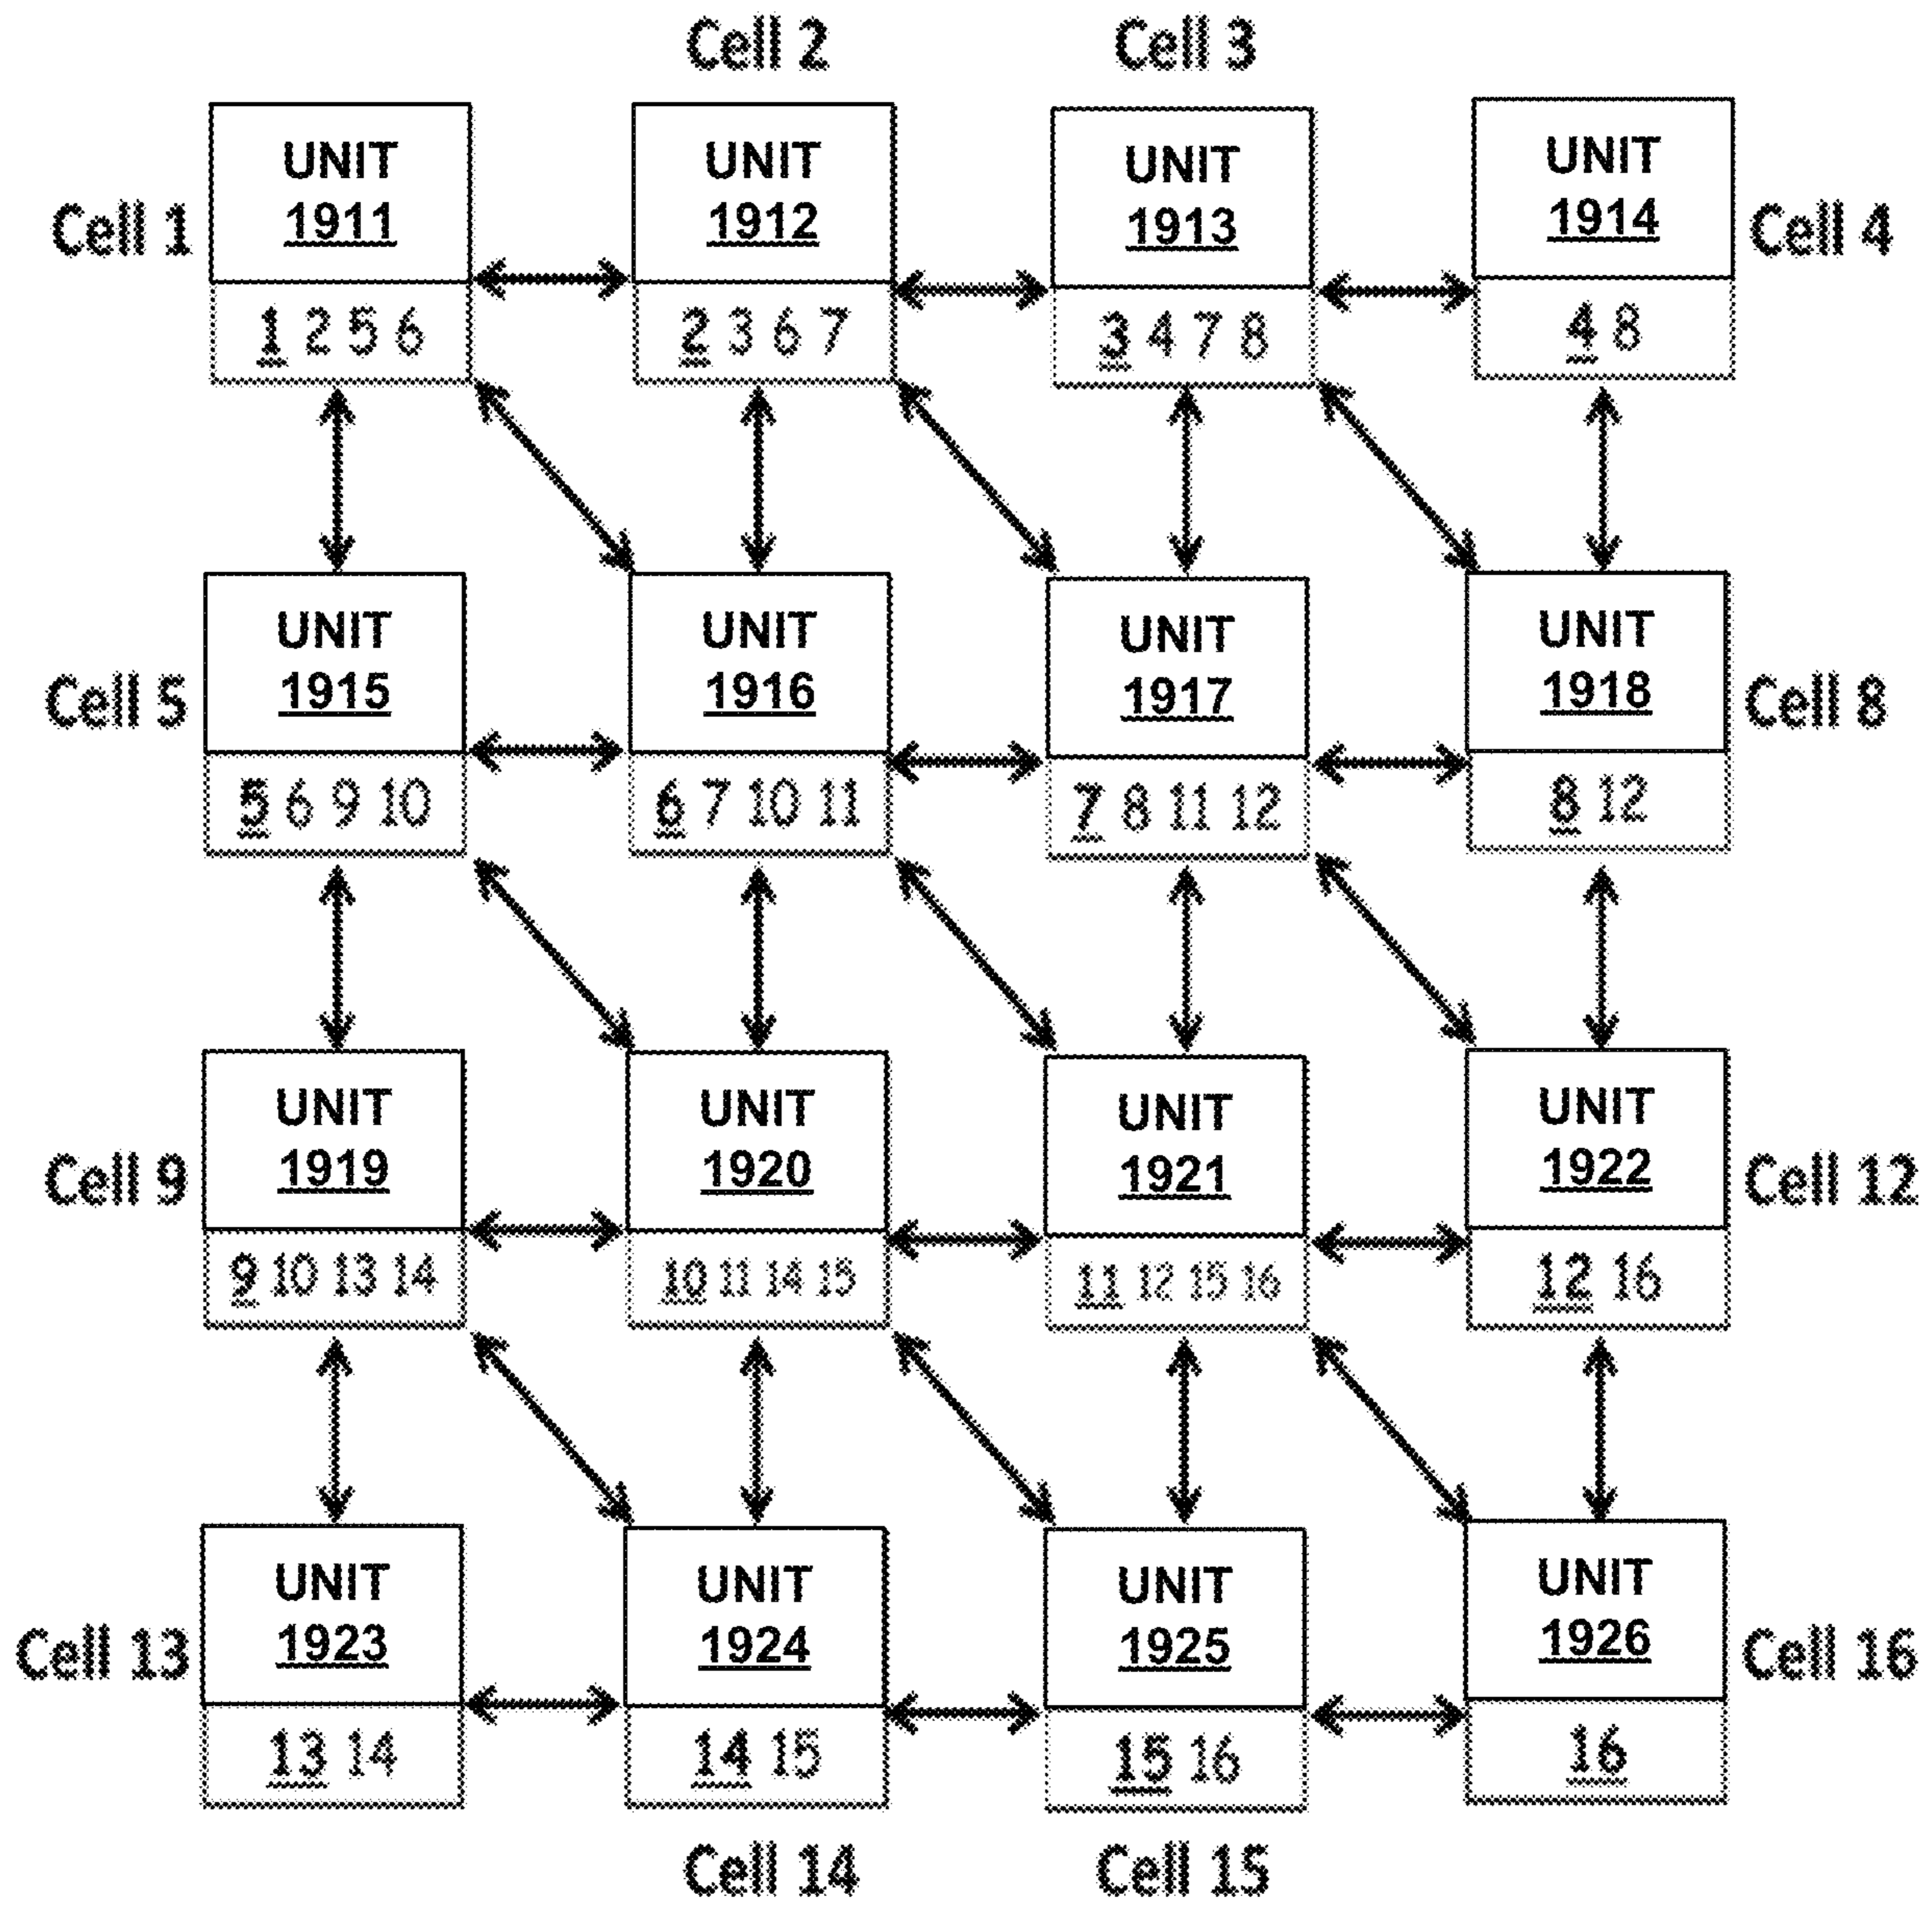 Cell 2
Cell 3
Cell 1
UNIT
1911
1 2 5 6
UNIT
1912
2 3 6 7
UNIT
1913
3 4 7 8
UNIT
1914
4 8
Cell 4
Cell 5
UNIT
1915
5 6 9 10
UNIT
1916
6 7 10 11
UNIT
1917
7 8 11 12
UNIT
1918
8 12
Cell 8
Cell 9
UNIT
1919
9 10 13 14
UNIT
1920
10 11 14 15
UNIT
1921
11 12 15 16
UNIT
1922
12 16
Cell 12
Cell 13
UNIT
1923
13 14
UNIT
1924
14 15
UNIT
1925
15 16
UNIT
1926
16
Cell 16
Cell 14
Cell 15